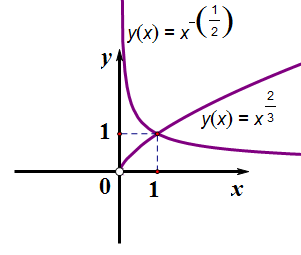 y(x) = x^-(1/2)
y
y(x) = x^2/3
1
0 1 x